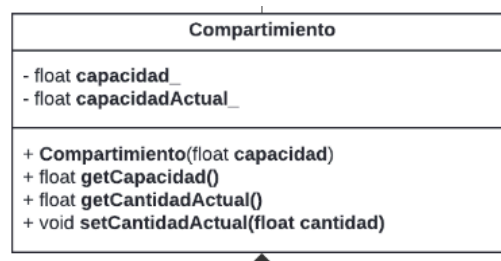 Compartimiento
- float capacidad_
- float capacidadActual_
+ Compartimiento(float capacidad)
+ float getCapacidad()
+ float getCantidadActual()
+ void setCantidadActual(float cantidad)